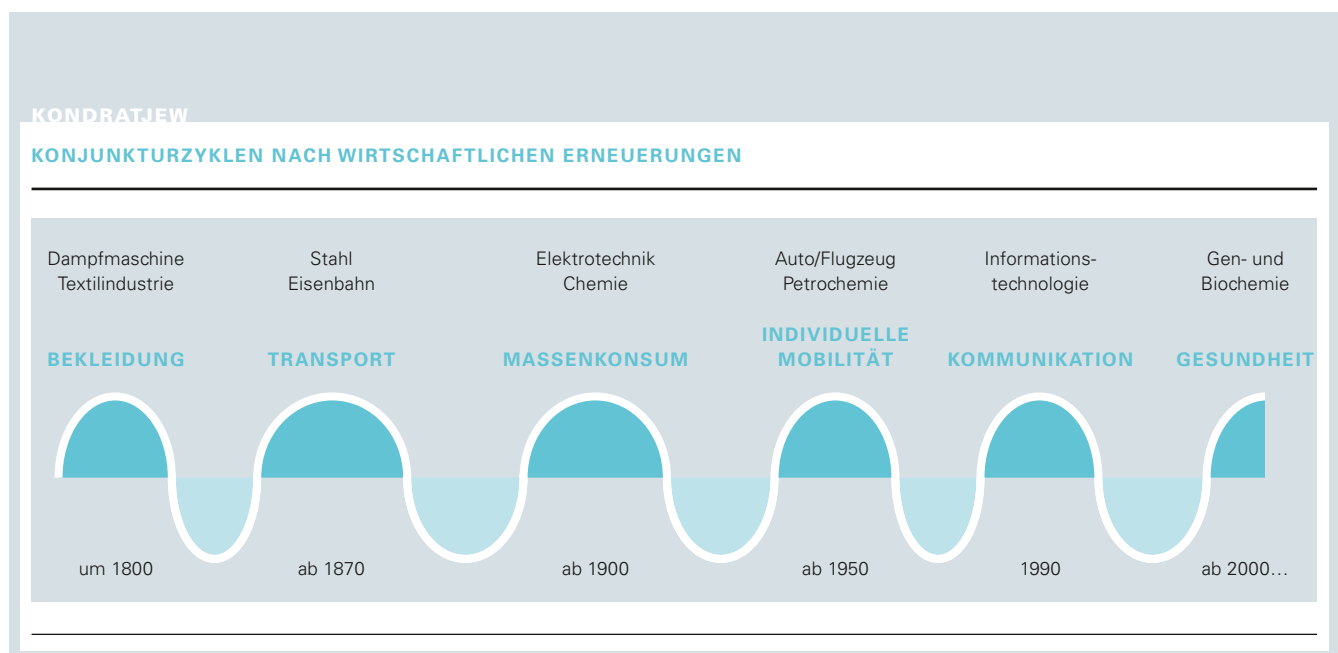 KONDRATJEW
KONJUNKTURZYKLEN NACH WIRTSCHAFTLICHEN ERNEUERUNGEN
Dampfmaschine
Textilindustrie
Stahl
Eisenbahn
Elektrotechnik
Chemie
Auto/Flugzeug
Petrochemie
Informations-
technologie
Gen- und
Biochemie
BEKLEIDUNG
TRANSPORT
MASSENKONSUM
INDIVIDUELLE
MOBILITÄT
KOMMUNIKATION
GESUNDHEIT
um 1800
ab 1870
ab 1900
ab 1950
1990
ab 2000…